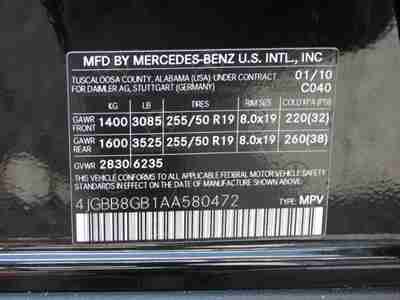 MFD BY MERCEDES-BENZ U.S. INTL., INC
TUSCALOOSA COUNTY, ALABAMA (USA) UNDER CONTRACT 01/10
FOR DAIMLER AG, STUTTGART (GERMANY) C040
KG LB TIRES RIM SIZE COLD KPA (PSI)
GAWR FRONT 1400 3085 255/50 R19 8.0x19 220(32)
GAWR REAR 1600 3525 255/50 R19 8.0x19 260(38)
GVWR 2830 6235
4JGBB8GB1AA580472
THIS VEHICLE CONFORMS TO ALL APPLICABLE U.S. FEDERAL
MOTOR VEHICLE SAFETY AND THEFT PREVENTION STANDARDS
IN EFFECT ON THE DATE OF MANUFACTURE SHOWN ABOVE.
TYPE: MPV